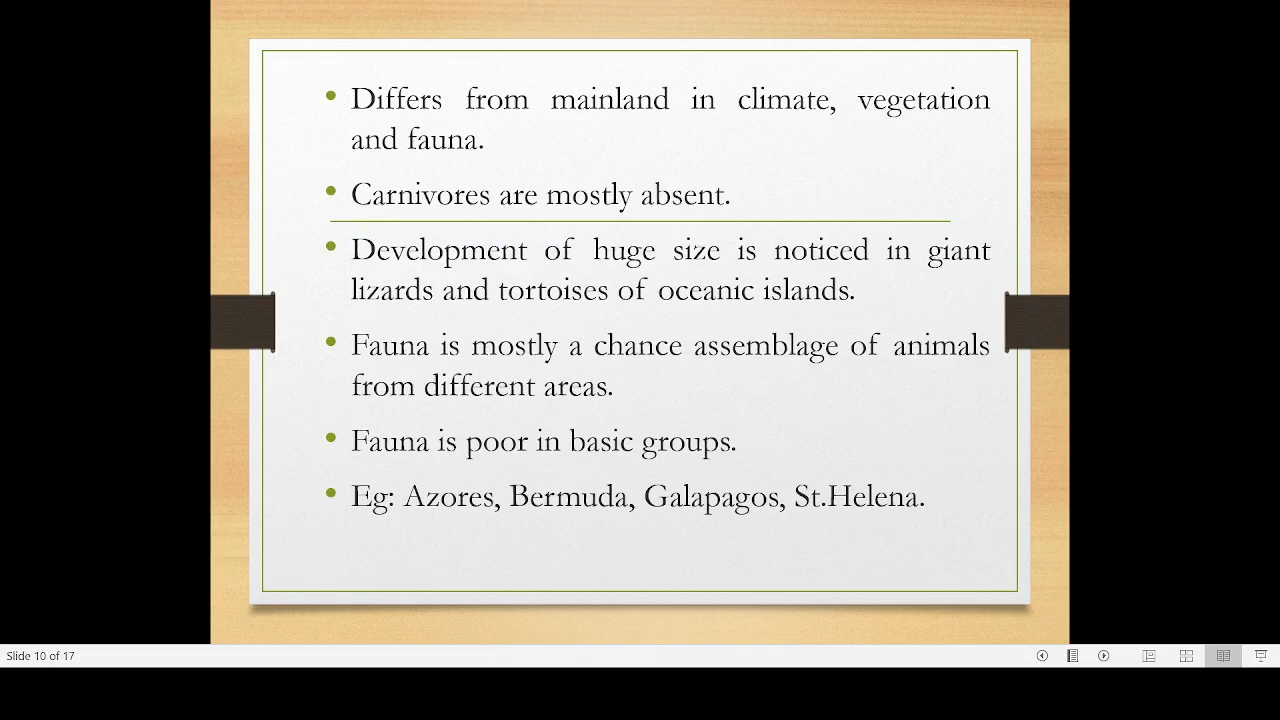 • Differs from mainland in climate, vegetation
and fauna.
• Carnivores are mostly absent.
• Development of huge size is noticed in giant
lizards and tortoises of oceanic islands.
• Fauna is mostly a chance assemblage of animals
from different areas.
• Fauna is poor in basic groups.
• Eg: Azores, Bermuda, Galapagos, St.Helena.
Slide 10 of 17